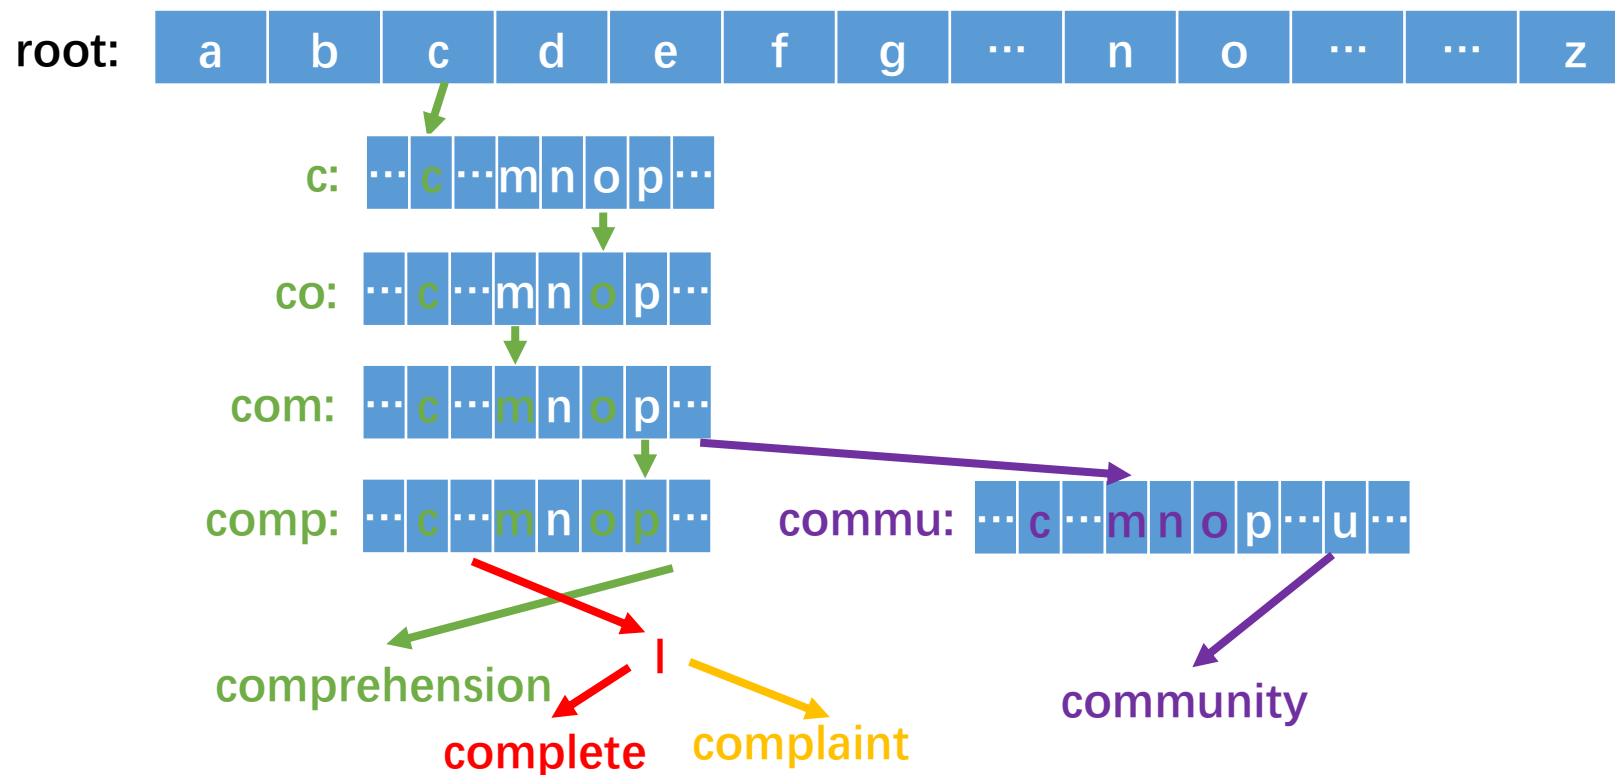 root: a b c d e f g ... n o ... ... z
c: ... c ... m n o p ...
co: ... c ... m n o p ...
com: ... c ... m n o p ...
comp: ... c ... m n o p ...
commu: ... c ... m n o p ... u ...
l
comprehension
community
complete
complaint